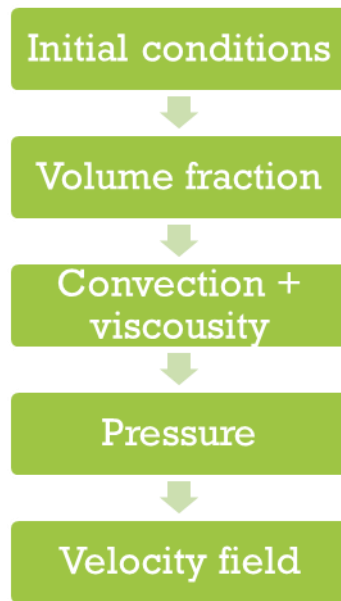 Initial conditions
Volume fraction
Convection +
viscousity
Pressure
Velocity field